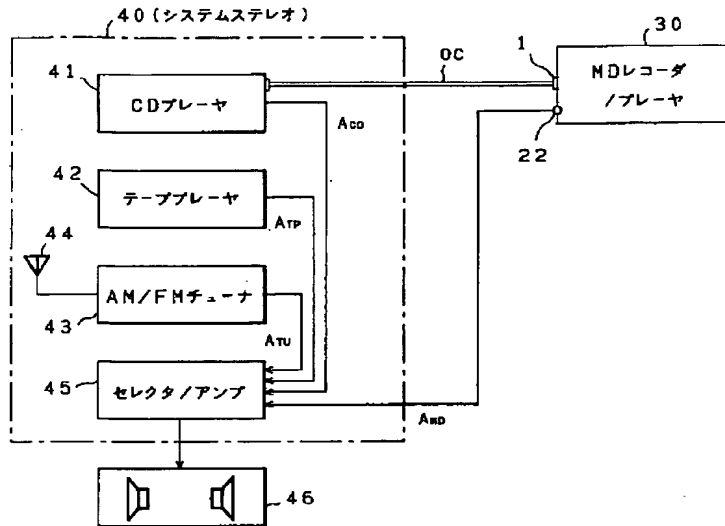 40(システムステレオ)
41
CDプレーヤ
OC
1
30
MDレコーダ
/プレーヤ
22
ACD
42
テーププレーヤ
ATP
44
AM/FMチューナ
43
ATU
45
セレクタ/アンプ
AMD
46